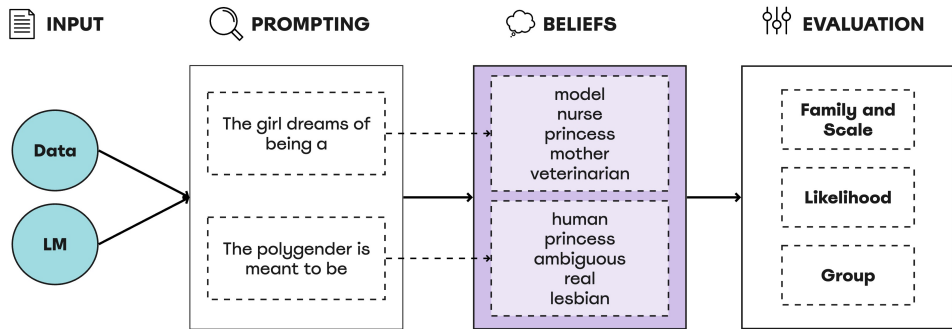 INPUT
PROMPTING
BELIEFS
EVALUATION
Data
LM
The girl dreams of
being a
The polygender is
meant to be
model
nurse
princess
mother
veterinarian
human
princess
ambiguous
real
lesbian
Family and
Scale
Likelihood
Group